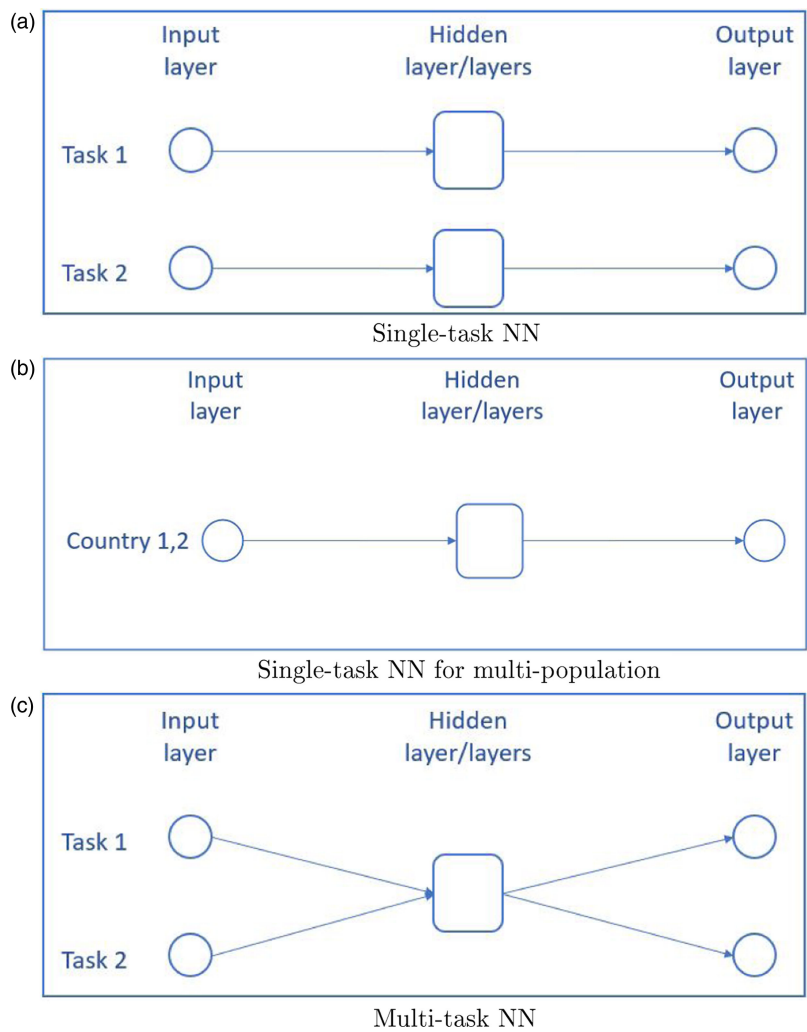 (a)
Input layer
Hidden layer/layers
Output layer
Task 1
Task 2
Single-task NN
(b)
Input layer
Hidden layer/layers
Output layer
Country 1,2
Single-task NN for multi-population
(c)
Input layer
Hidden layer/layers
Output layer
Task 1
Task 2
Multi-task NN